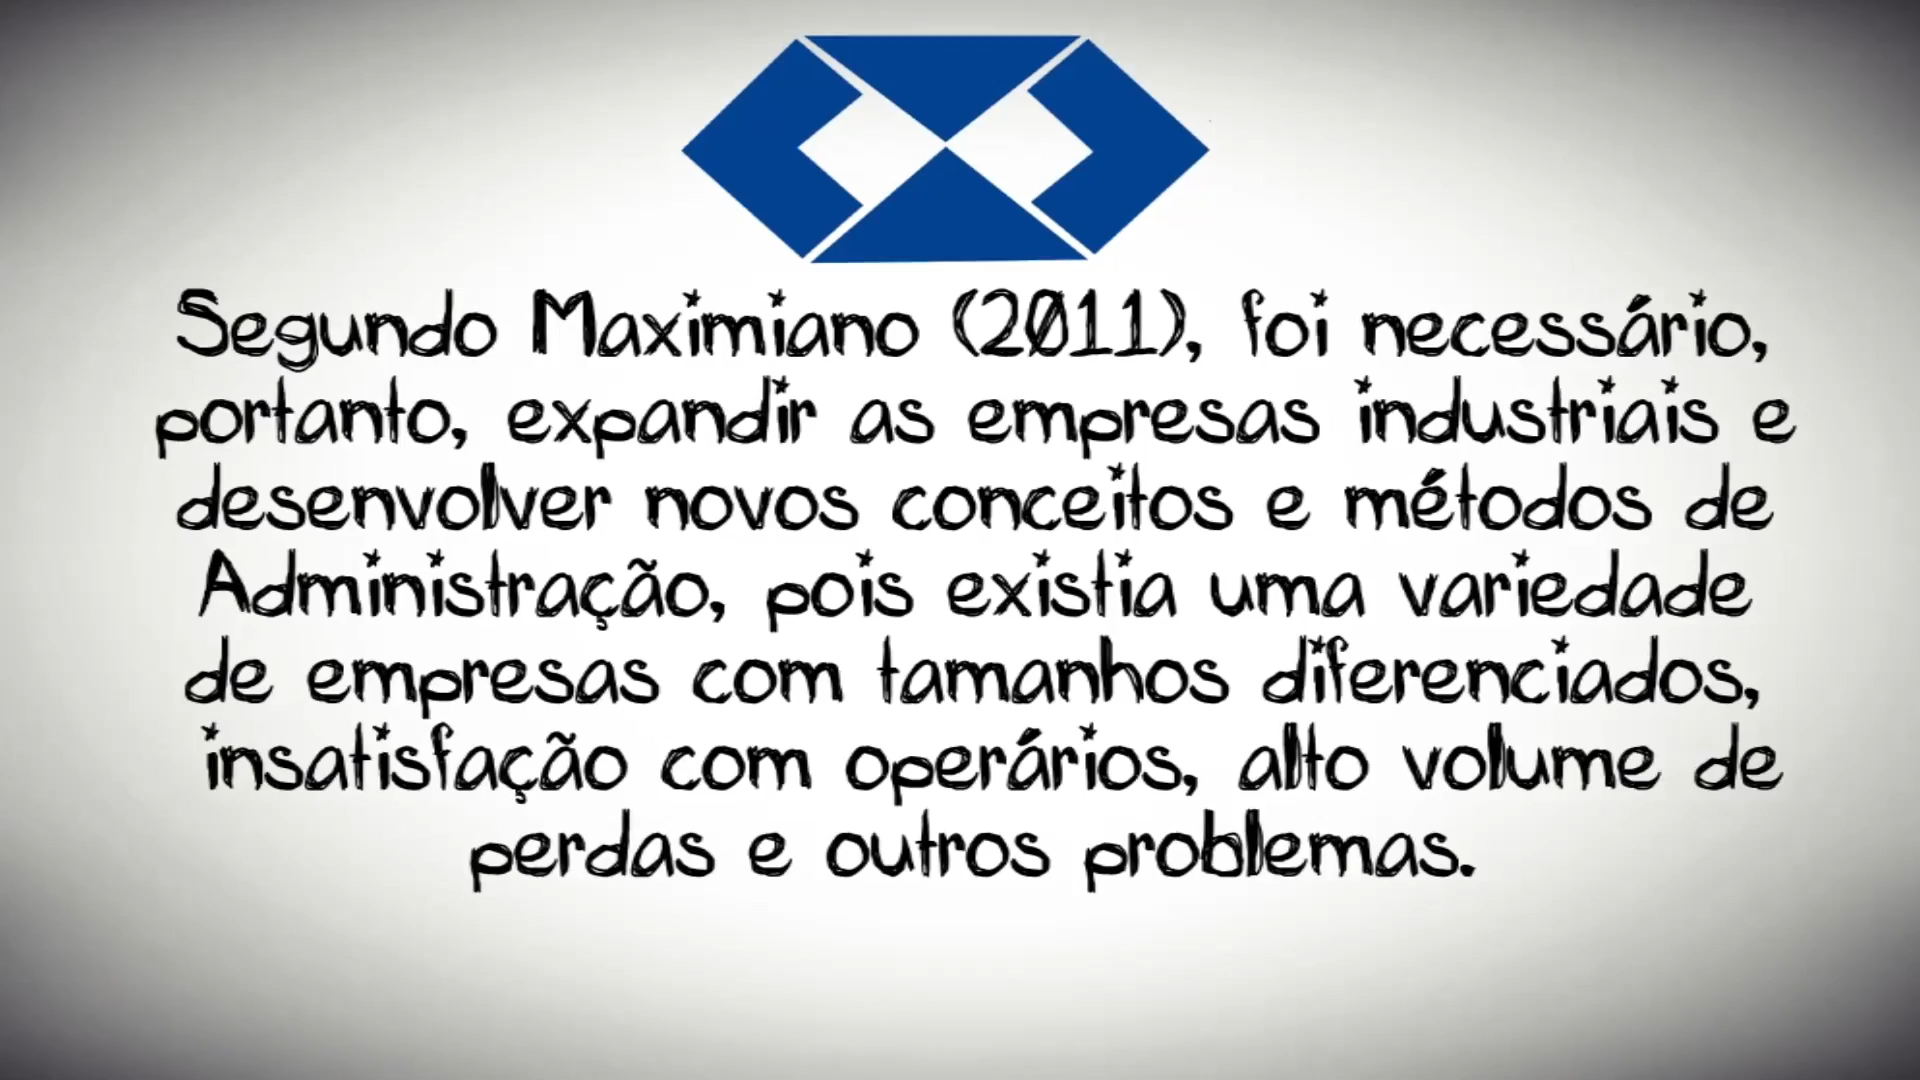 Segundo Maximiano (2011), foi necessário,
portanto, expandir as empresas industriais e
desenvolver novos conceitos e métodos de
Administração, pois existia uma variedade
de empresas com tamanhos diferenciados,
insatisfação com operários, alto volume de
perdas e outros problemas.